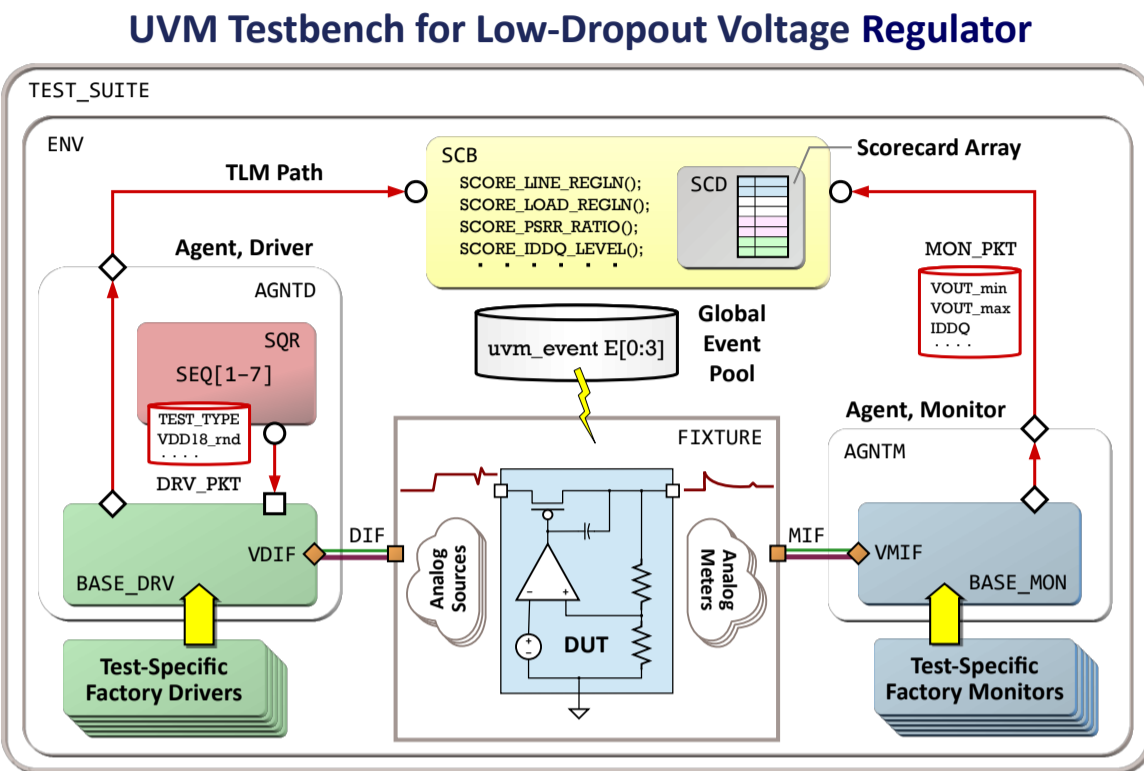 UVM Testbench for Low-Dropout Voltage Regulator
TEST_SUITE
ENV
TLM Path
SCB
SCORE_LINE_REGLN();
SCORE_LOAD_REGLN();
SCORE_PSRR_RATIO();
SCORE_IDDQ_LEVEL();
. . . . . .
SCD
Scorecard Array
Agent, Driver
AGNTD
SQR
SEQ[1–7]
TEST_TYPE
VDD18_rnd
. . . .
DRV_PKT
VDIF
BASE_DRV
DIF
Test-Specific
Factory Drivers
uvm_event E[0:3]
Global
Event
Pool
FIXTURE
Analog
Sources
DUT
Analog
Meters
MON_PKT
VOUT_min
VOUT_max
IDDQ
. . . .
Agent, Monitor
AGNTM
MIF
VMIF
BASE_MON
Test-Specific
Factory Monitors